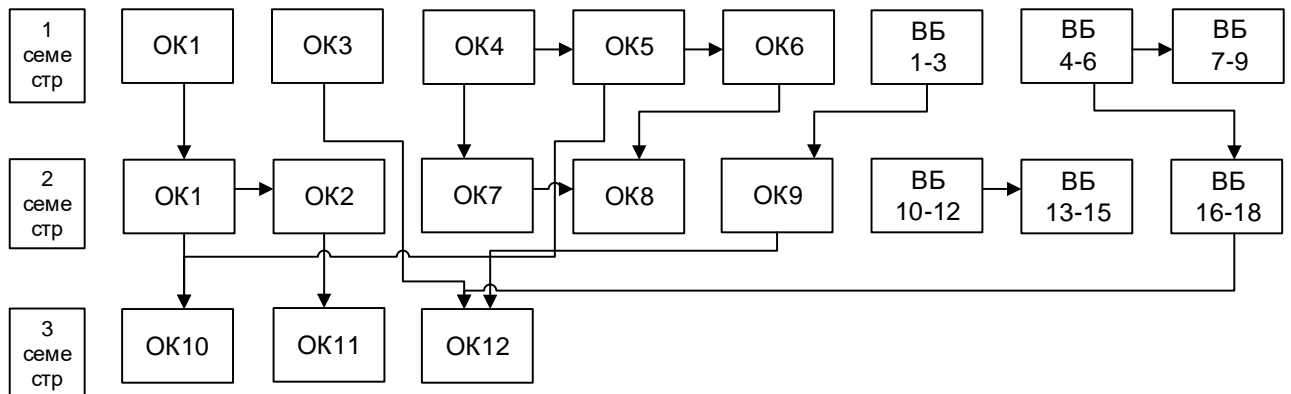 1
семе
стр
ОК1
ОК3
ОК4
ОК5
ОК6
ВБ
1-3
ВБ
4-6
ВБ
7-9
2
семе
стр
ОК1
ОК2
ОК7
ОК8
ОК9
ВБ
10-12
ВБ
13-15
ВБ
16-18
3
семе
стр
ОК10
ОК11
ОК12